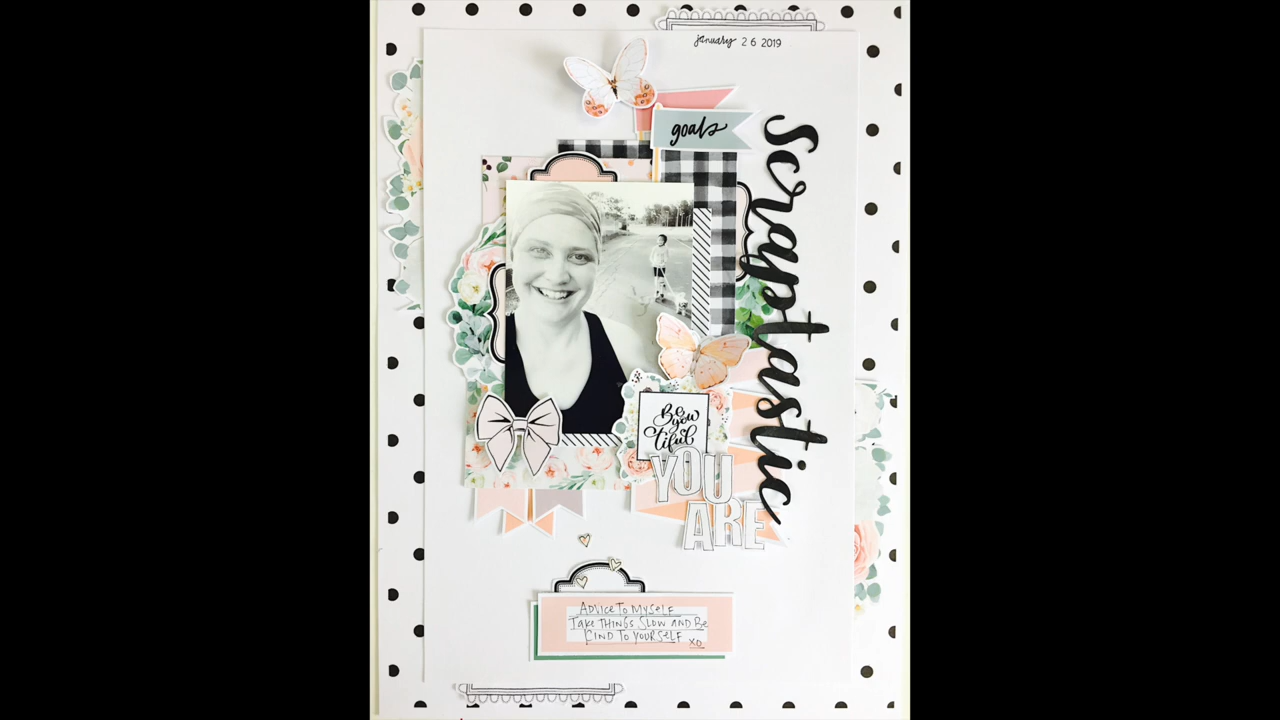 january 26 2019
goals
Scraptastic
Be
you
tiful
YOU
ARE
ADVICE TO MYSELF
TAKE THINGS SLOW AND BE
KIND TO YOURSELF XO